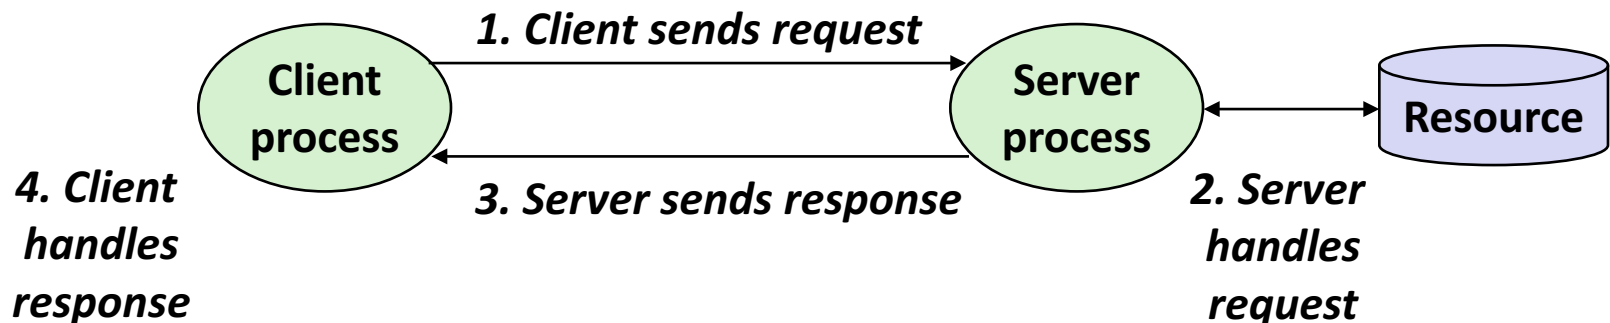 1. Client sends request
Client
process
Server
process
Resource
4. Client
handles
response
3. Server sends response
2. Server
handles
request